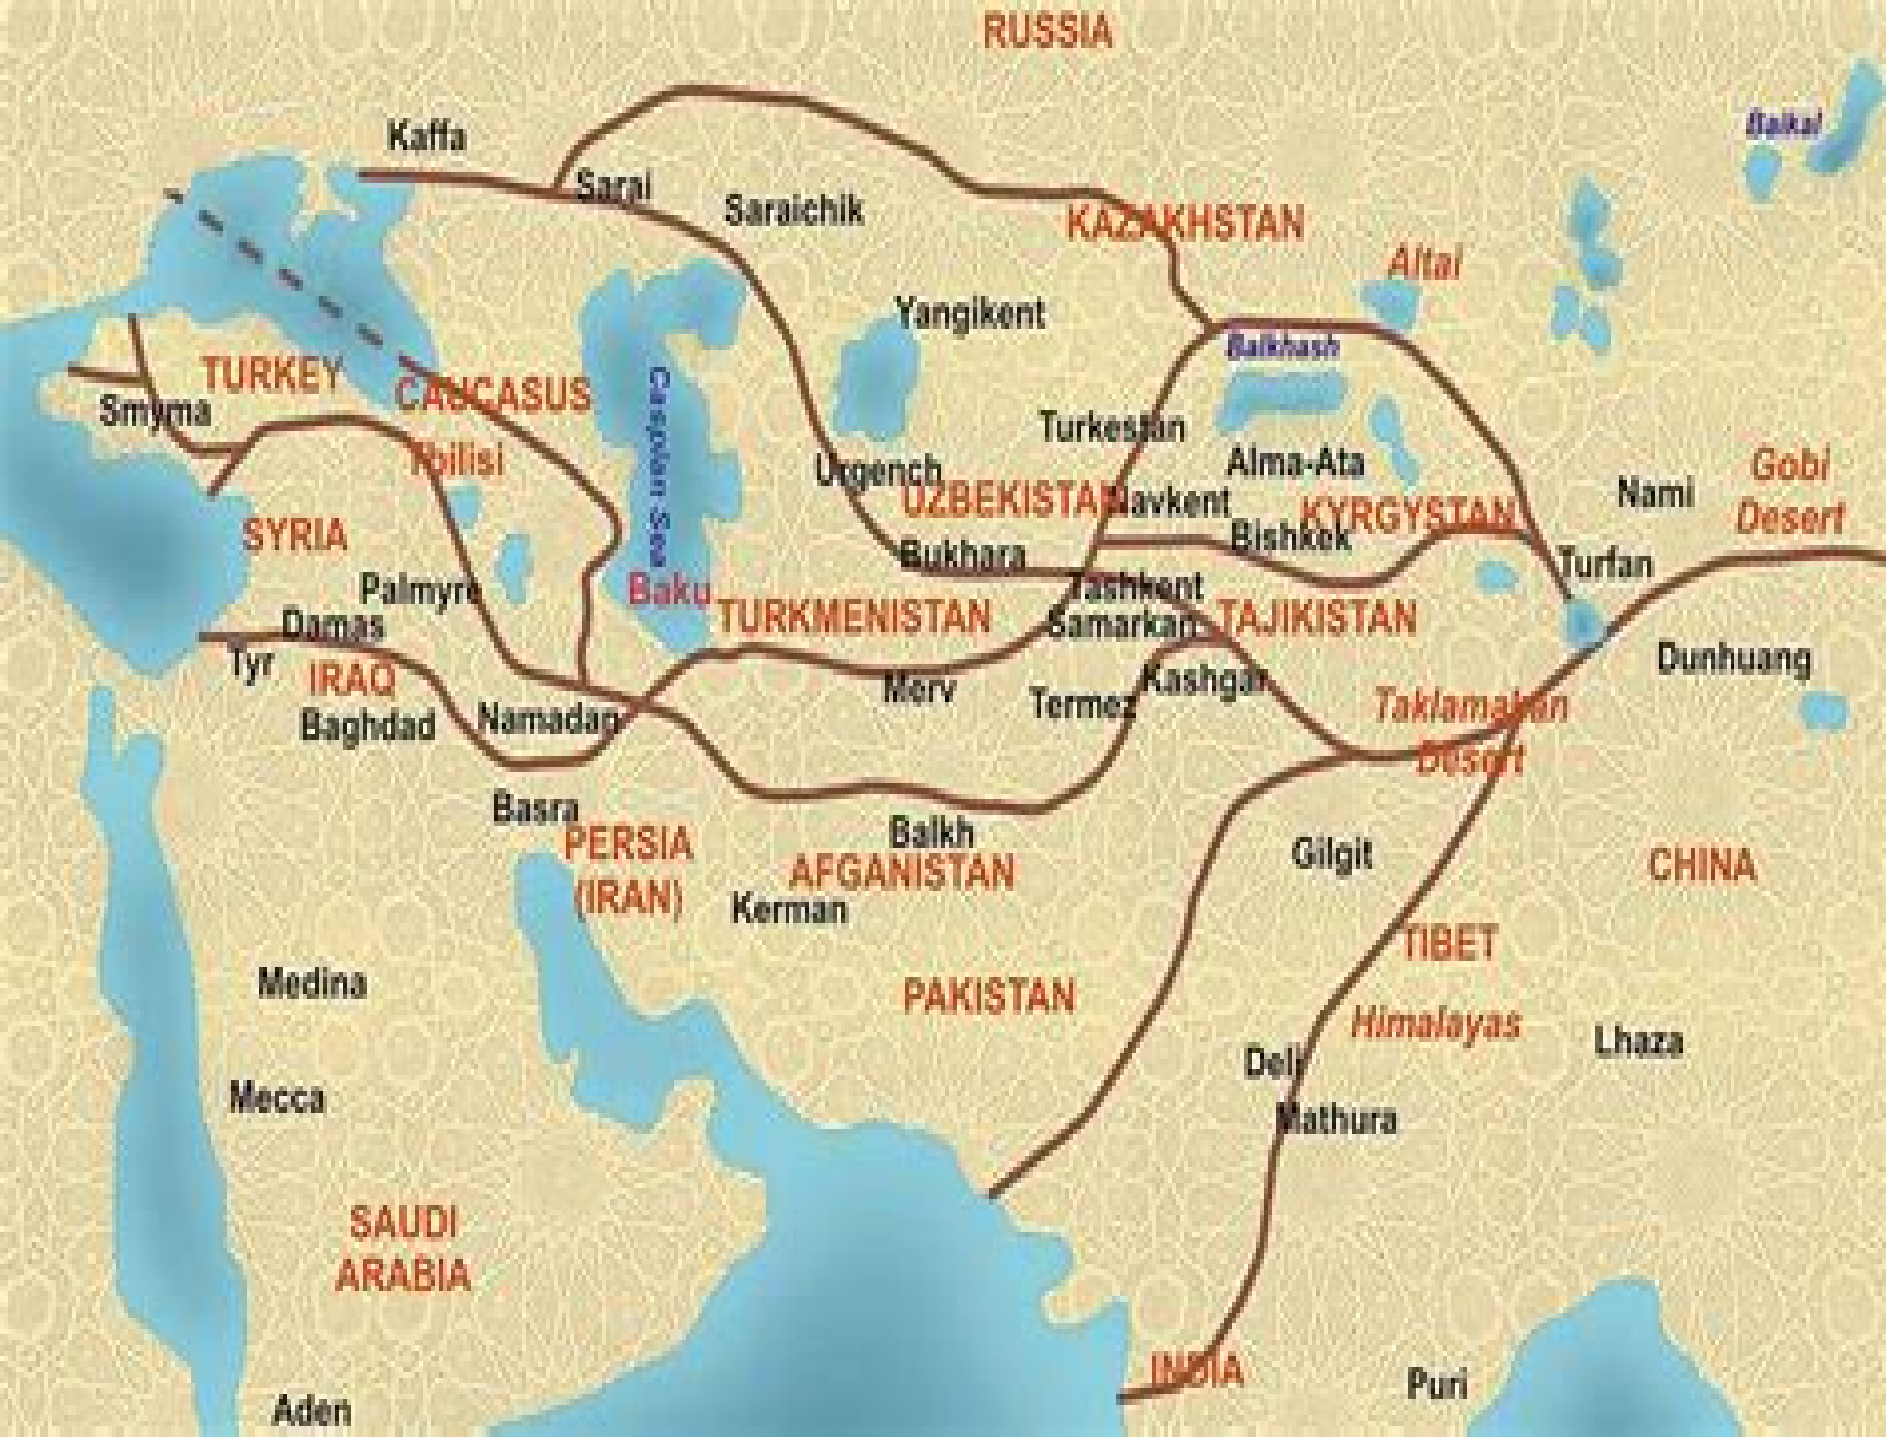 RUSSIA
Baikal
Kaffa
Sarai
Saraichik
KAZAKHSTAN
Altai
Yangikent
Balkhash
TURKEY
CAUCASUS
Smyrna
Caspian Sea
Turkestan
Tbilisi
Urgench
Alma-Ata
Gobi
Desert
UZBEKISTAN
Navkent
KYRGYSTAN
Nami
SYRIA
Bishkek
Bukhara
Turfan
Palmyre
Baku
Tashkent
TURKMENISTAN
Samarkan
TAJIKISTAN
Damas
Tyr
IRAQ
Dunhuang
Baghdad
Namadan
Merv
Termez
Kashgar
Taklamakan
Desert
Basra
PERSIA
(IRAN)
Balkh
AFGANISTAN
Gilgit
CHINA
Kerman
TIBET
Medina
PAKISTAN
Himalayas
Lhaza
Deli
Mecca
Mathura
SAUDI
ARABIA
INDIA
Puri
Aden